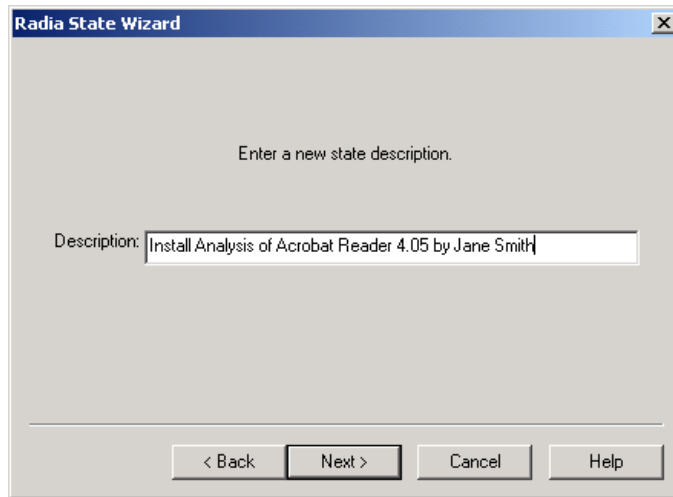 Radia State Wizard
Enter a new state description.
Description: Install Analysis of Acrobat Reader 4.05 by Jane Smith
< Back Next > Cancel Help